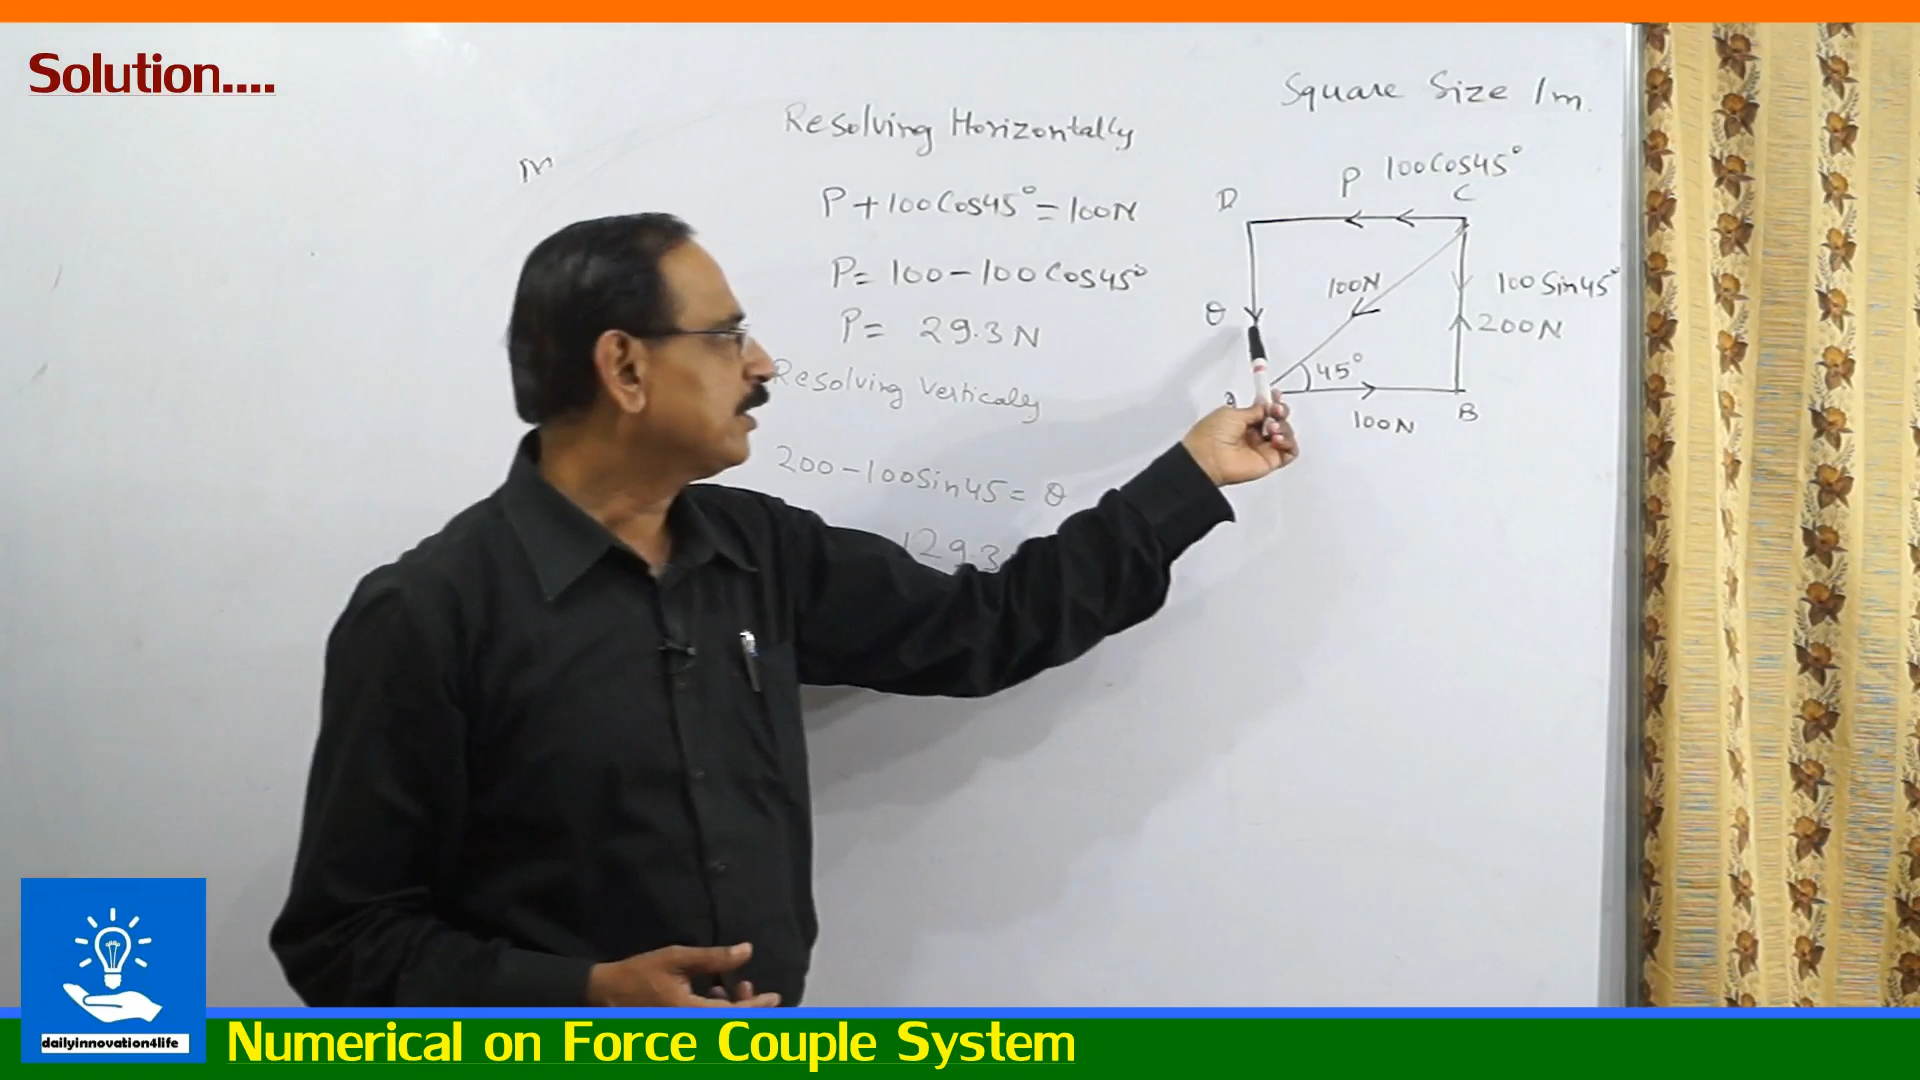 Solution....
Square Size 1m.
Resolving Horizontally
P+100Cos45°=100N
P=100-100Cos45°
P= 29.3N
Resolving Vertically
200-100Sin45=θ
129.3
M
D
P
100Cos45°
C
100N
100Sin45°
θ
200N
45°
A
100N
B
dailyinnovation4life
Numerical on Force Couple System